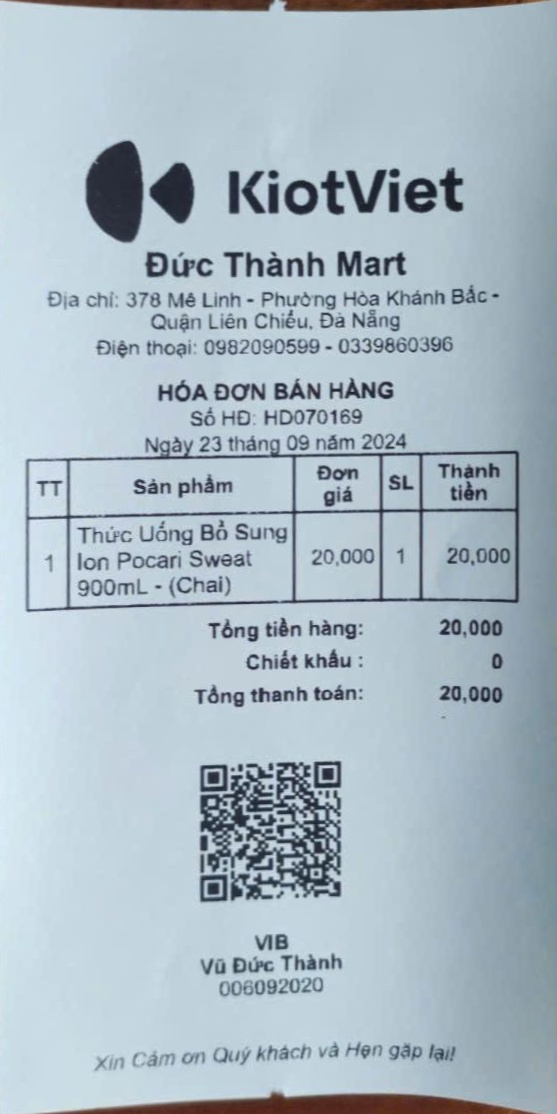 KiotViet
Đức Thành Mart
Địa chỉ: 378 Mê Linh - Phường Hòa Khánh Bắc -
Quận Liên Chiểu, Đà Nẵng
Điện thoại: 0982090599 - 0339860396
HÓA ĐƠN BÁN HÀNG
Số HĐ: HD070169
Ngày 23 tháng 09 năm 2024
TT Sản phẩm Đơn giá SL Thành tiền
1 Thức Uống Bổ Sung
Ion Pocari Sweat 20,000 1 20,000
900mL - (Chai)
Tổng tiền hàng: 20,000
Chiết khấu : 0
Tổng thanh toán: 20,000
VIB
Vũ Đức Thành
006092020
Xin Cảm ơn Quý khách và Hẹn gặp lại!